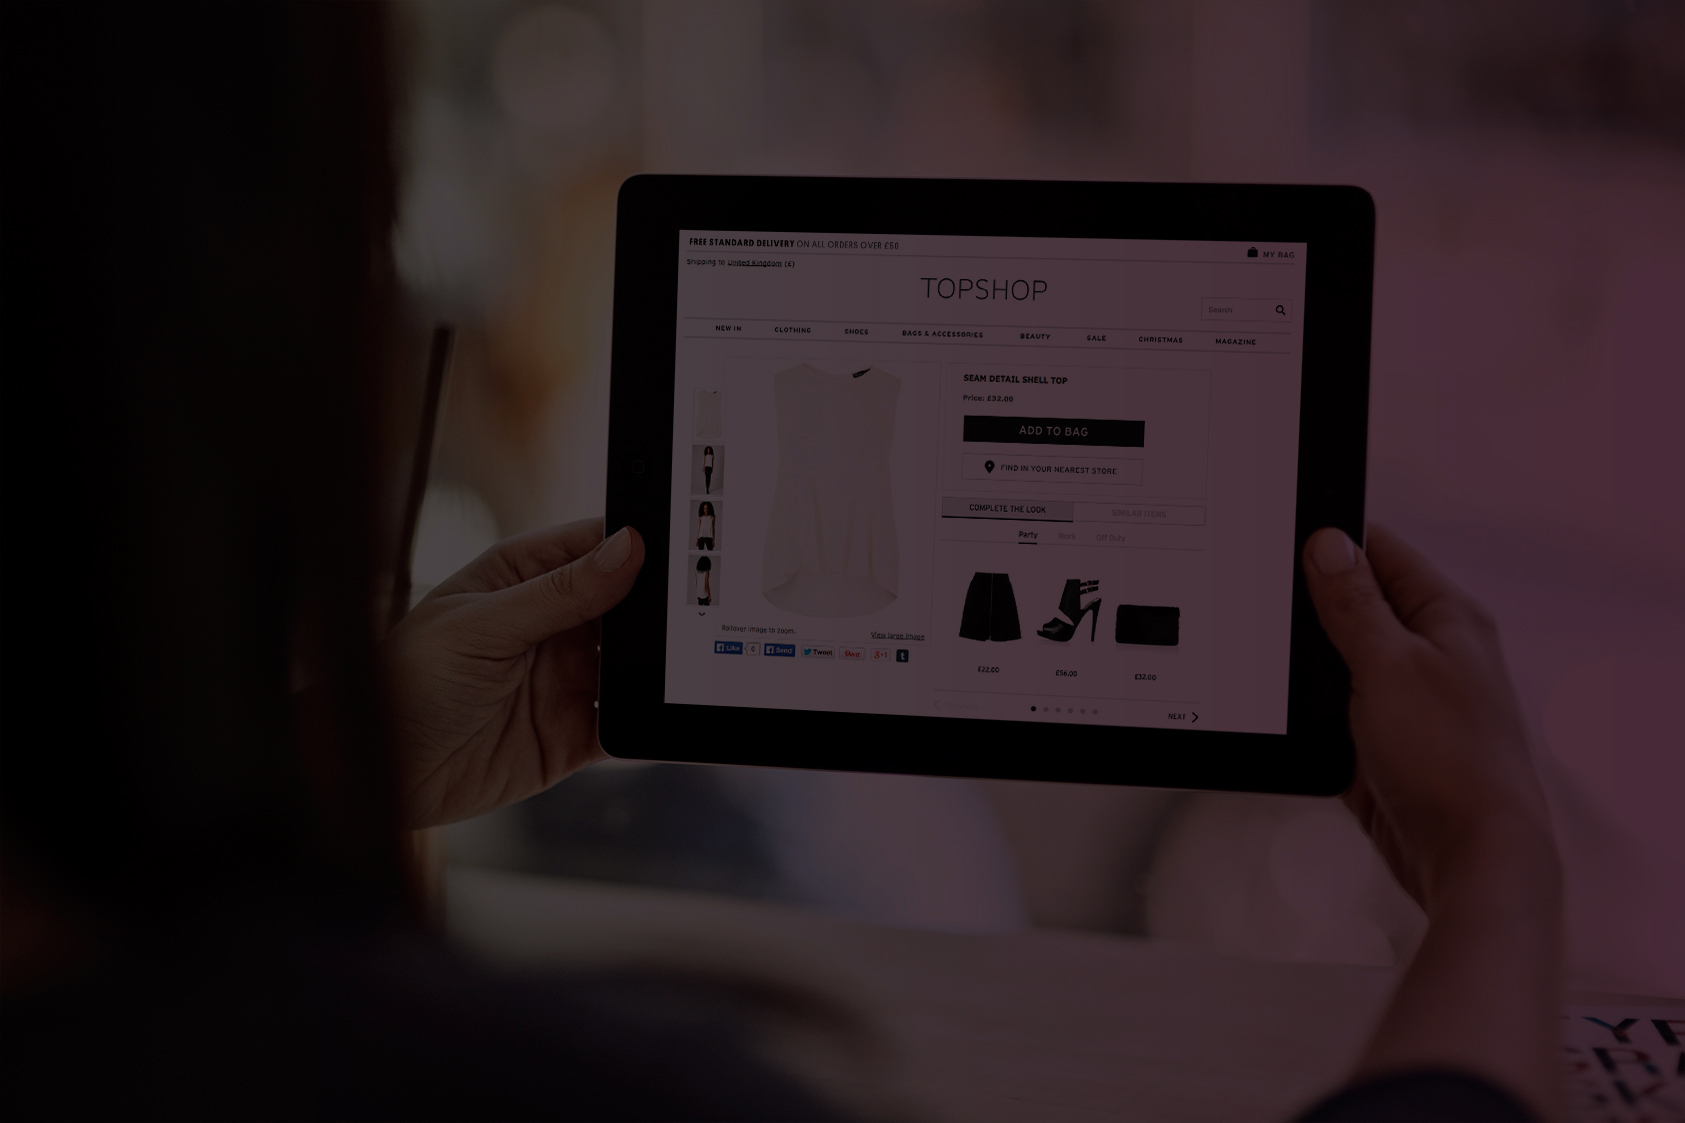 FREE STANDARD DELIVERY ON ALL ORDERS OVER £50
MY BAG
Shipping to United Kingdom (£)
TOPSHOP
Search
NEW IN CLOTHING SHOES BAGS & ACCESSORIES BEAUTY SALE CHRISTMAS MAGAZINE
SEAM DETAIL SHELL TOP
Price: £32.00
ADD TO BAG
FIND IN YOUR NEAREST STORE
COMPLETE THE LOOK SIMILAR ITEMS
Party Work Off Duty
£22.00 £56.00 £32.00
NEXT
Rollover image to zoom.
View large image
Like 0 Send Tweet +1 t